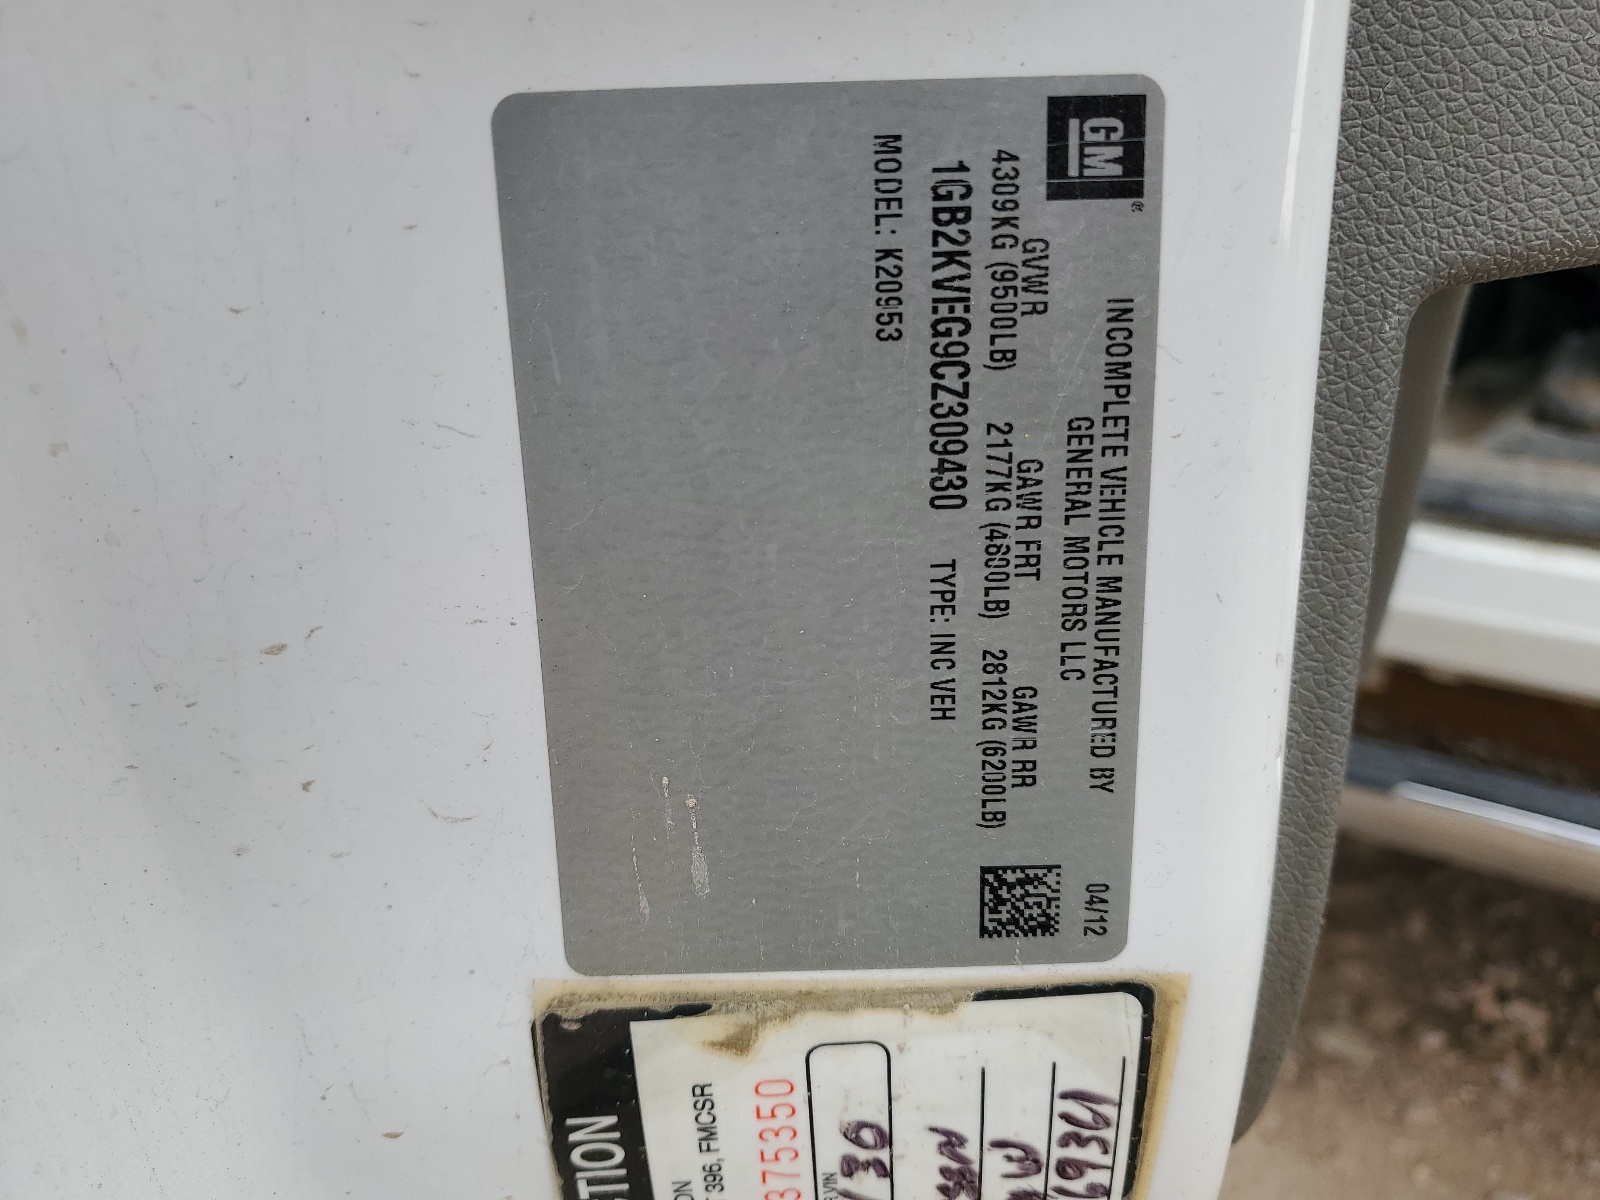 GM®
INCOMPLETE VEHICLE MANUFACTURED BY
GENERAL MOTORS LLC
04/12
GVWR GAWR FRT GAWR RR
4309KG (9500LB) 2177KG (4800LB) 2812KG (6200LB)
1GB2KVEG9CZ309430 TYPE: INC VEH
MODEL: K20953
396, FMCSR
375350